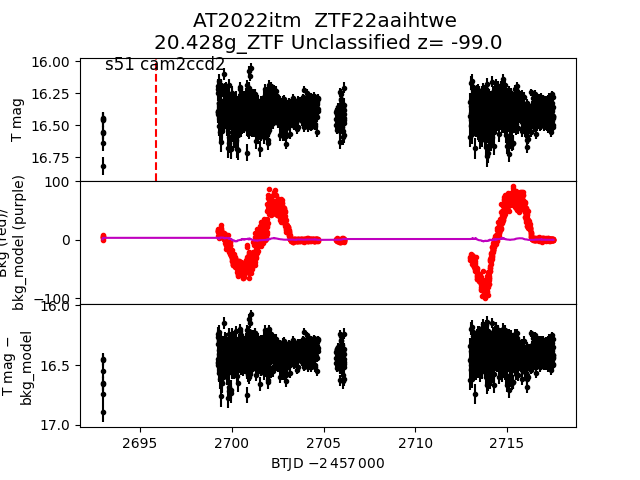 AT2022itm  ZTF22aaihtwe
20.428g_ZTF Unclassified z= -99.0
s51 cam2ccd2
16.00
16.25
16.50
16.75
T mag
100
0
−100
Bkg (red)/
bkg_model (purple)
16.0
16.5
17.0
T mag −
bkg_model
2695 2700 2705 2710 2715
BTJD −2 457 000